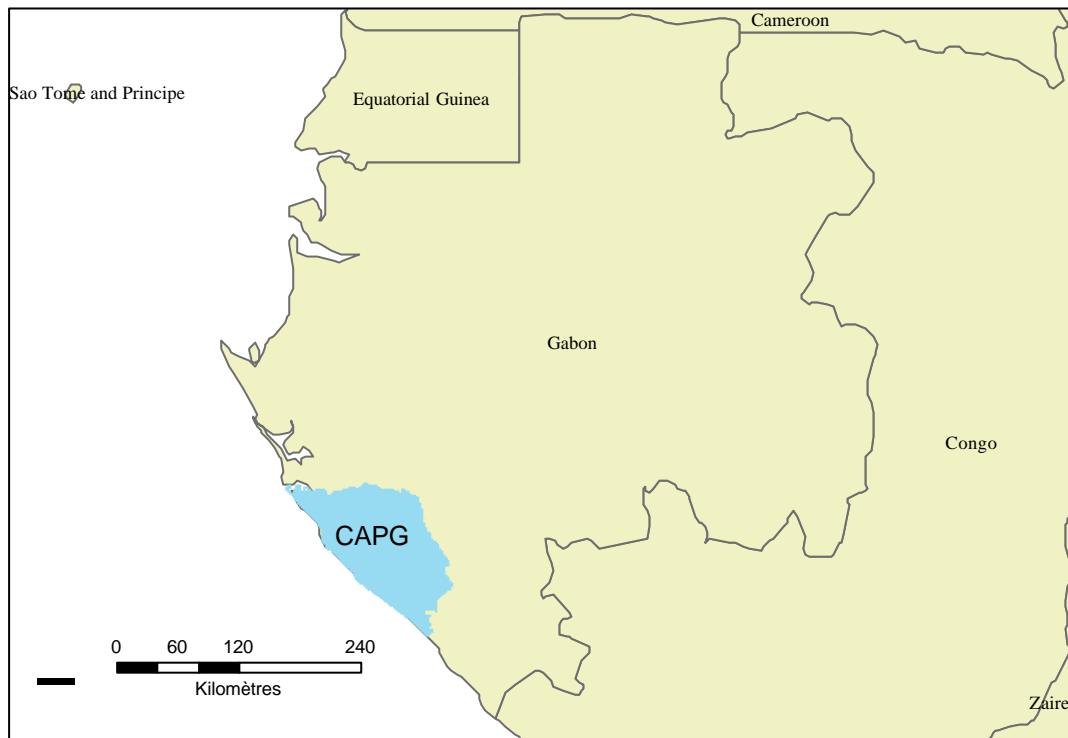 Cameroon
Sao Tome and Principe
Equatorial Guinea
Gabon
Congo
CAPG
0 60 120 240
Kilomètres
Zaire